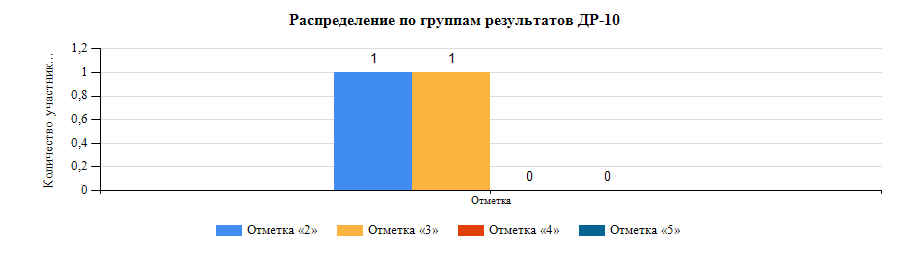 Распределение по группам результатов ДР-10
Количество участник...
1,2
1
0,8
0,6
0,4
0,2
0
1
1
0
0
Отметка
Отметка «2»
Отметка «3»
Отметка «4»
Отметка «5»